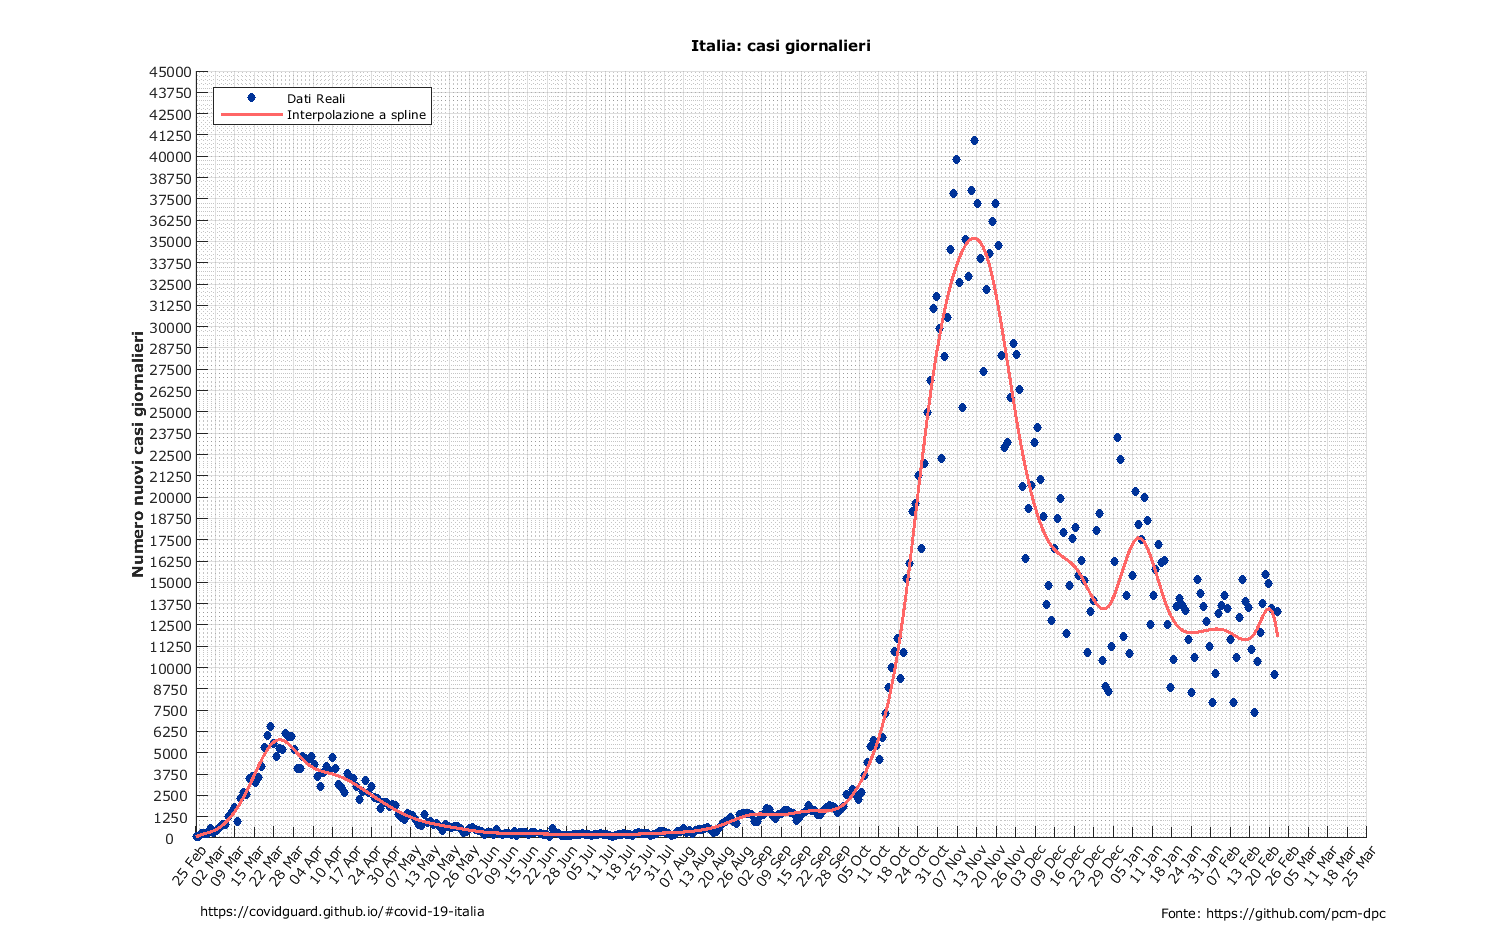 Italia: casi giornalieri
Dati Reali
Interpolazione a spline
Numero nuovi casi giornalieri
45000
43750
42500
41250
40000
38750
37500
36250
35000
33750
32500
31250
30000
28750
27500
26250
25000
23750
22500
21250
20000
18750
17500
16250
15000
13750
12500
11250
10000
8750
7500
6250
5000
3750
2500
1250
0
25 Feb
02 Mar
09 Mar
15 Mar
22 Mar
28 Mar
04 Apr
10 Apr
17 Apr
24 Apr
30 Apr
07 May
13 May
20 May
26 May
02 Jun
09 Jun
15 Jun
22 Jun
28 Jun
05 Jul
11 Jul
18 Jul
25 Jul
31 Jul
07 Aug
13 Aug
20 Aug
26 Aug
02 Sep
09 Sep
15 Sep
22 Sep
28 Sep
05 Oct
11 Oct
18 Oct
24 Oct
31 Oct
31 Nov
07 Nov
13 Nov
20 Nov
26 Dec
03 Dec
09 Dec
16 Dec
23 Dec
29 Dec
05 Jan
11 Jan
18 Jan
24 Jan
31 Jan
07 Feb
13 Feb
20 Feb
26 Feb
05 Mar
11 Mar
18 Mar
25 Mar
https://covidguard.github.io/#covid-19-italia
Fonte: https://github.com/pcm-dpc